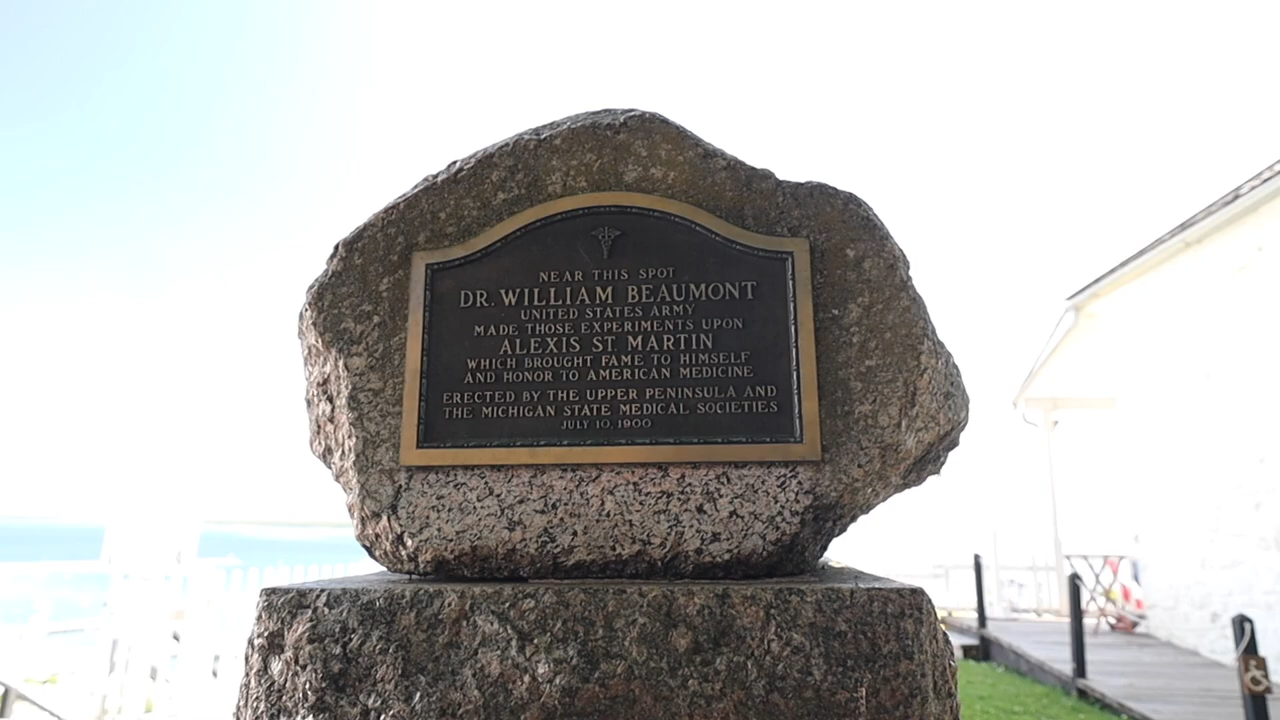 NEAR THIS SPOT
DR. WILLIAM BEAUMONT
UNITED STATES ARMY
MADE THOSE EXPERIMENTS UPON
ALEXIS ST. MARTIN
WHICH BROUGHT FAME TO HIMSELF
AND HONOR TO AMERICAN MEDICINE
ERECTED BY THE UPPER PENINSULA AND
THE MICHIGAN STATE MEDICAL SOCIETIES
JULY 10, 1900